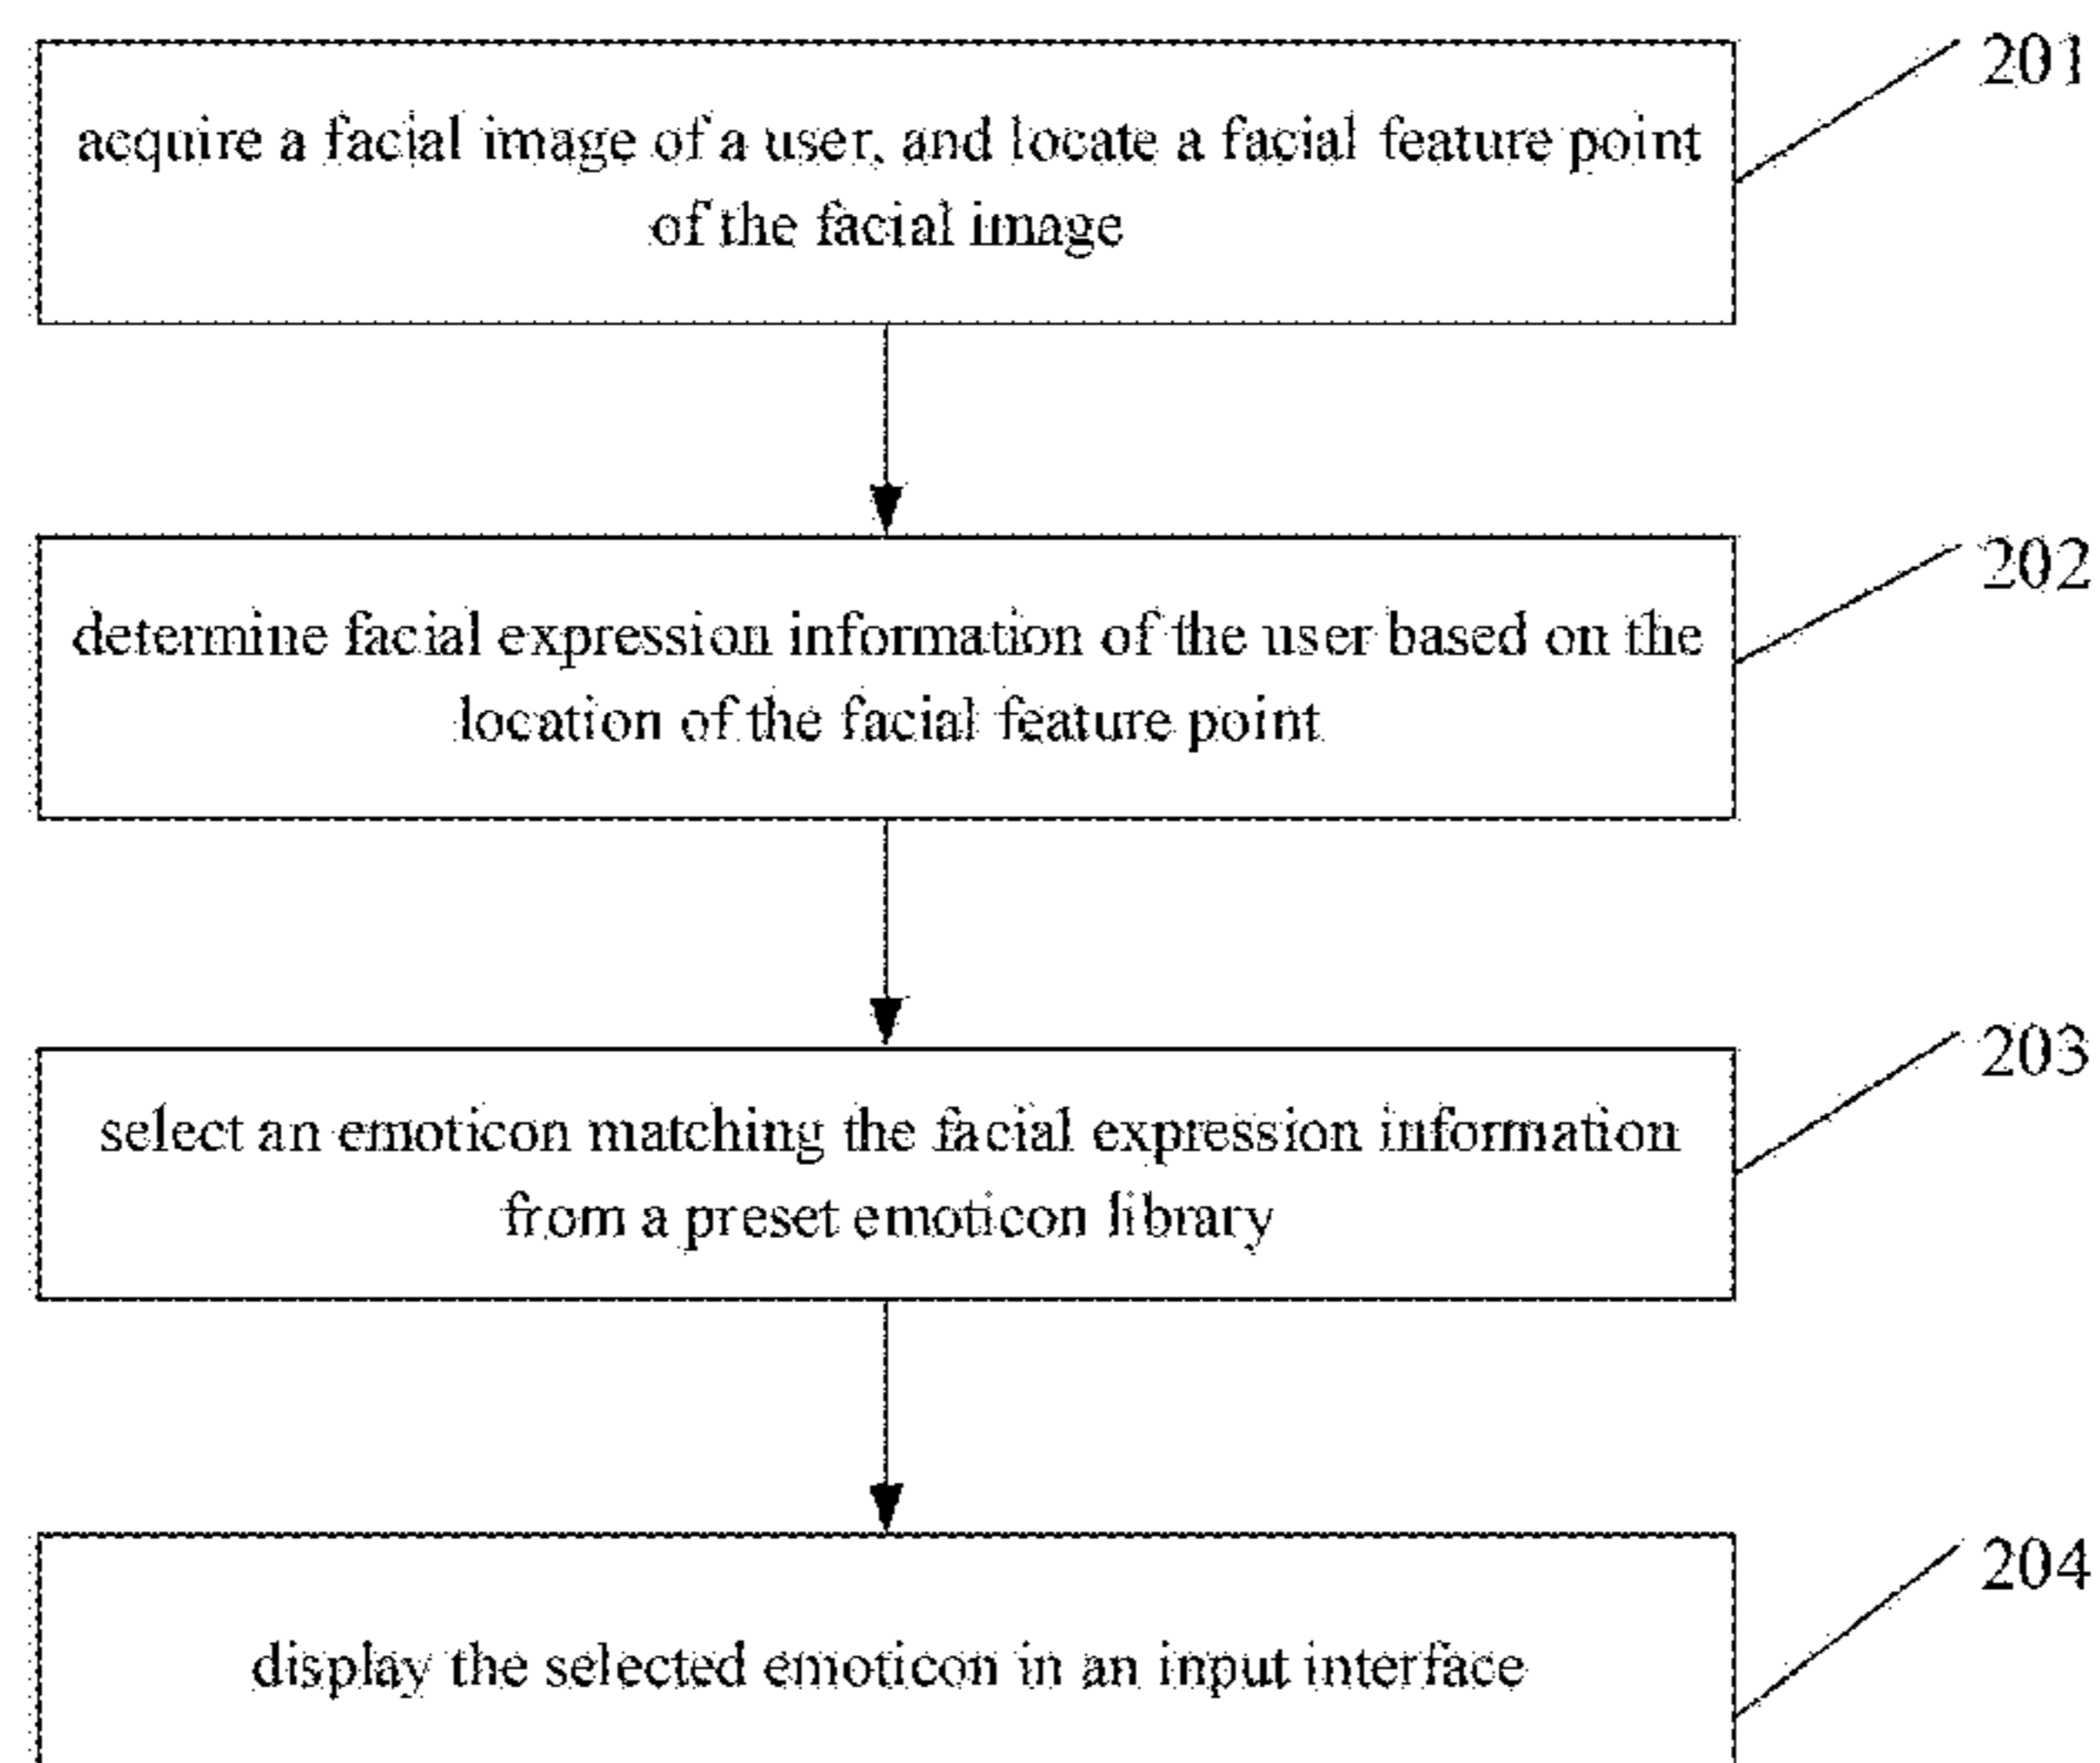 201
acquire a facial image of a user, and locate a facial feature point
of the facial image
202
determine facial expression information of the user based on the
location of the facial feature point
203
select an emoticon matching the facial expression information
from a preset emoticon library
204
display the selected emoticon in an input interface